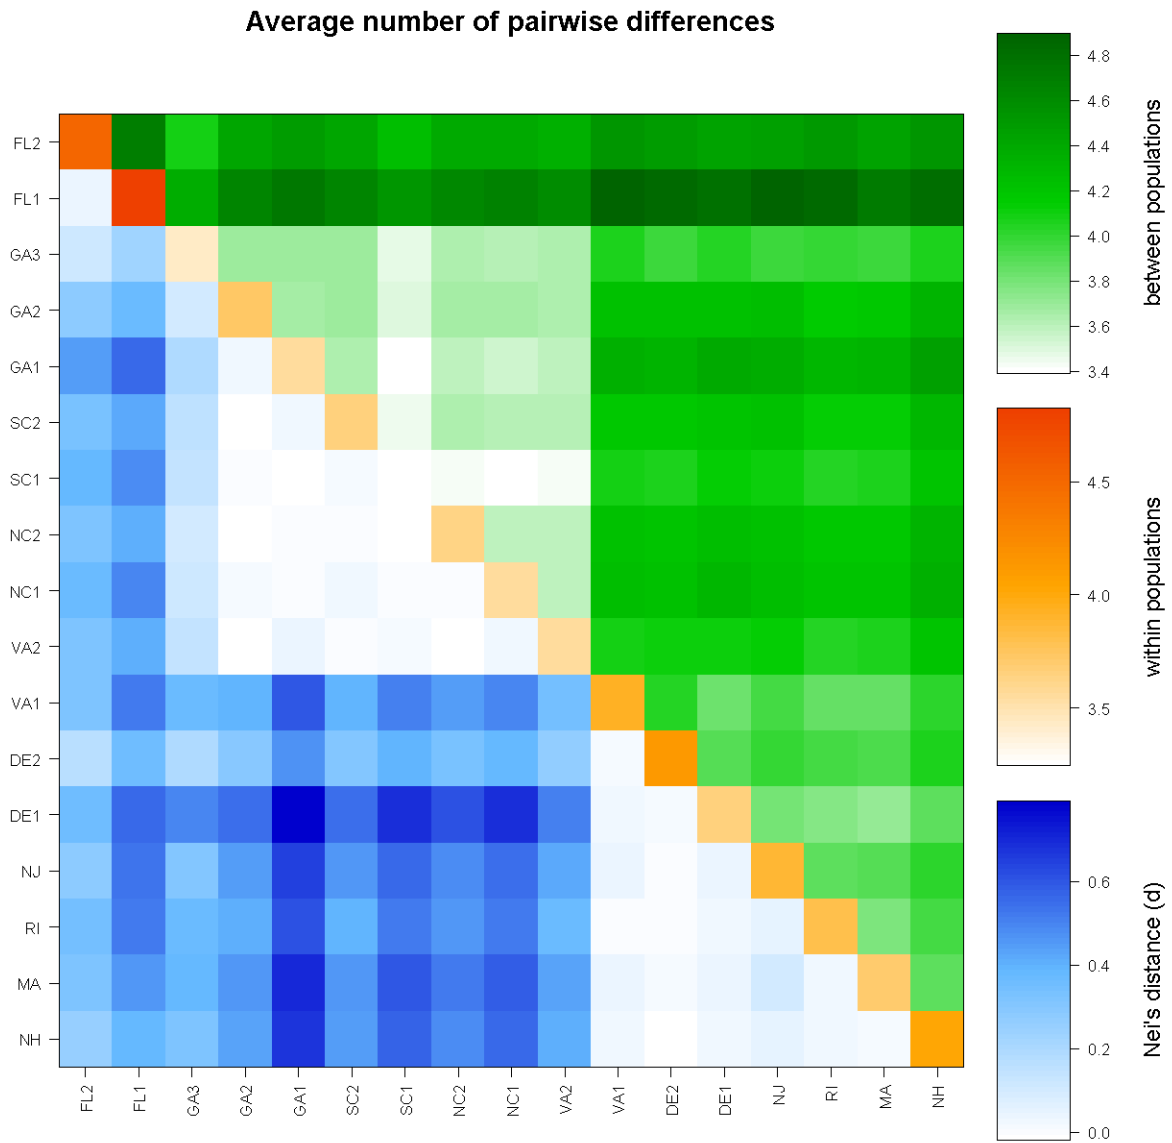 Average number of pairwise differences
FL2
FL1
GA3
GA2
GA1
SC2
SC1
NC2
NC1
VA2
VA1
DE2
DE1
NJ
RI
MA
NH
FL2
FL1
GA3
GA2
GA1
SC2
SC1
NC2
NC1
VA2
VA1
DE2
DE1
NJ
RI
MA
NH
4.8
4.6
4.4
4.2
4.0
3.8
3.6
3.4
between populations
4.5
4.0
3.5
within populations
0.6
0.4
0.2
0.0
Nei's distance (d)